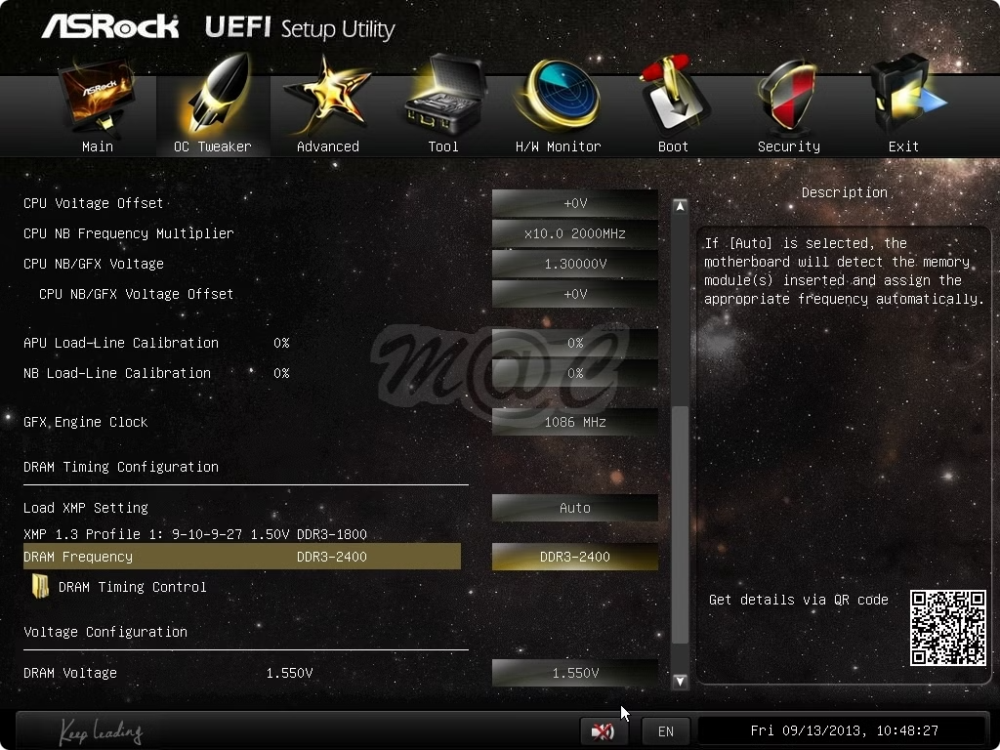 ASRock UEFI Setup Utility
ASRock
Main OC Tweaker Advanced Tool H/W Monitor Boot Security Exit
CPU Voltage Offset +0V
CPU NB Frequency Multiplier x10.0 2000MHz
CPU NB/GFX Voltage 1.30000V
CPU NB/GFX Voltage Offset +0V
APU Load-Line Calibration 0% 0%
NB Load-Line Calibration 0% 0%
GFX Engine Clock 1086 MHz
DRAM Timing Configuration
Load XMP Setting Auto
XMP 1.3 Profile 1: 9-10-9-27 1.50V DDR3-1800
DRAM Frequency DDR3-2400 DDR3-2400
DRAM Timing Control
Voltage Configuration
DRAM Voltage 1.550V 1.550V
Description
If [Auto] is selected, the
motherboard will detect the memory
module(s) inserted and assign the
appropriate frequency automatically.
Get details via QR code
M@C
Keep Leading
EN
Fri 09/13/2013, 10:48:27